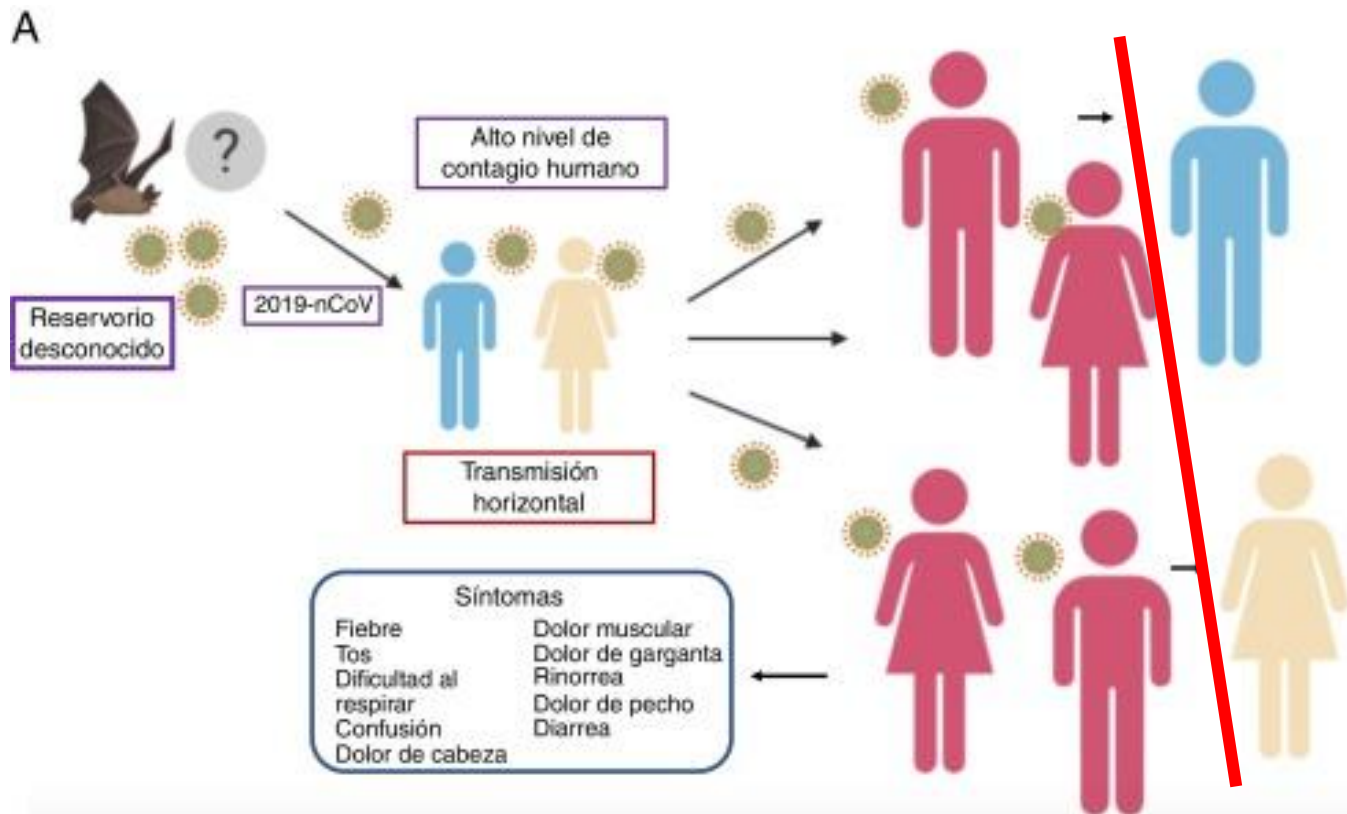 A
?
Alto nivel de
contagio humano
2019-nCoV
Reservorio
desconocido
Transmisión
horizontal
Síntomas
Fiebre
Tos
Dificultad al
respirar
Confusión
Dolor de cabeza
Dolor muscular
Dolor de garganta
Rinorrea
Dolor de pecho
Diarrea